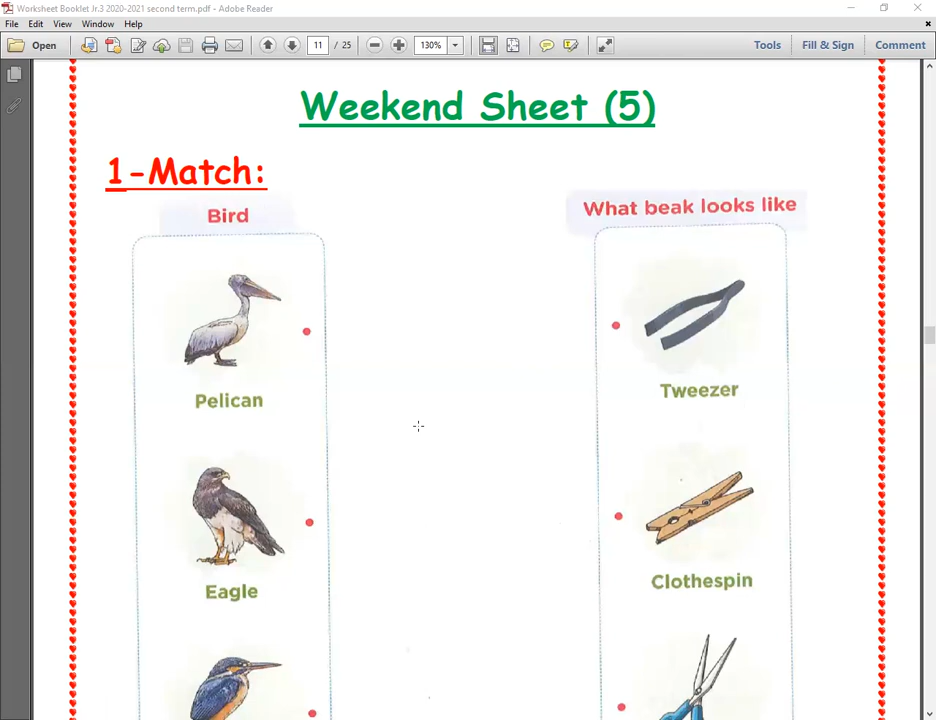 Worksheet Booklet Jr.3 2020-2021 second term.pdf - Adobe Reader
File Edit View Window Help
Open 11 / 25 130% Tools Fill & Sign Comment
Weekend Sheet (5)
1-Match:
Bird
What beak looks like
Pelican
Tweezer
Eagle
Clothespin